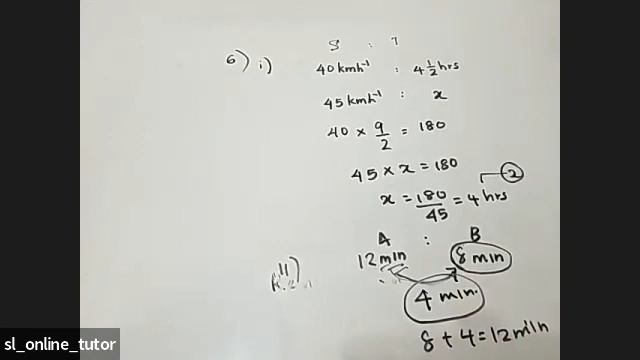 S : T
6) i) 40 kmh⁻¹ : 4 1/2 hrs
45 kmh⁻¹ : x
40 × 9/2 = 180
45 × x = 180
x = 180/45 = 4 hrs 2
A : B
ii) 12 min 8 min
4 min.
8 + 4 = 12 min
sl_online_tutor